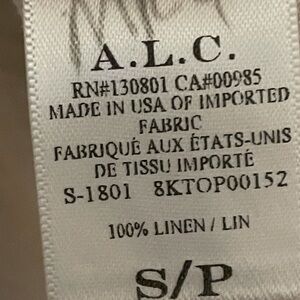 A.L.C.
RN#130801 CA#00985
MADE IN USA OF IMPORTED
FABRIC
FABRIQUÉ AUX ÉTATS-UNIS
DE TISSU IMPORTÉ
S-1801 8KTOP00152
100% LINEN / LIN
S/P